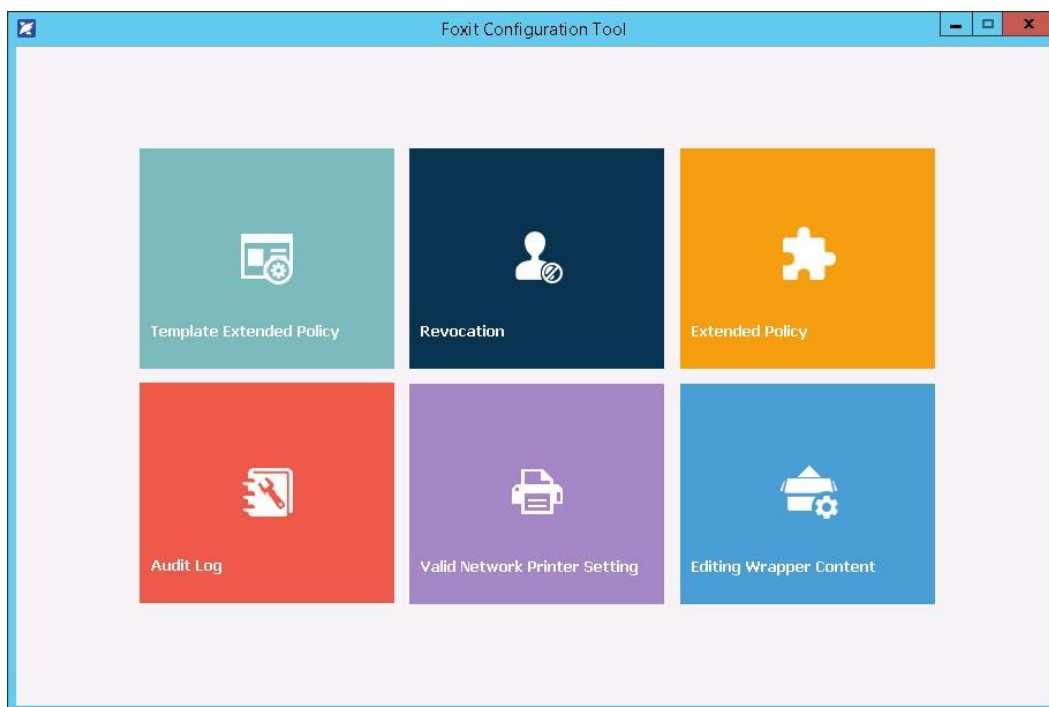 Foxit Configuration Tool
Template Extended Policy
Revocation
Extended Policy
Audit Log
Valid Network Printer Setting
Editing Wrapper Content